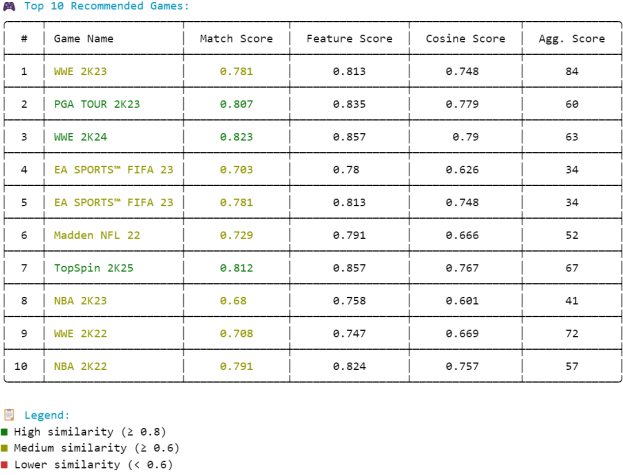 Top 10 Recommended Games:
# Game Name Match Score Feature Score Cosine Score Agg. Score
1 WWE 2K23 0.781 0.813 0.748 84
2 PGA TOUR 2K23 0.807 0.835 0.779 60
3 WWE 2K24 0.823 0.857 0.79 63
4 EA SPORTS™ FIFA 23 0.703 0.78 0.626 34
5 EA SPORTS™ FIFA 23 0.781 0.813 0.748 34
6 Madden NFL 22 0.729 0.791 0.666 52
7 TopSpin 2K25 0.812 0.857 0.767 67
8 NBA 2K23 0.68 0.758 0.601 41
9 WWE 2K22 0.708 0.747 0.669 72
10 NBA 2K22 0.791 0.824 0.757 57
Legend:
High similarity (≥ 0.8)
Medium similarity (≥ 0.6)
Lower similarity (< 0.6)